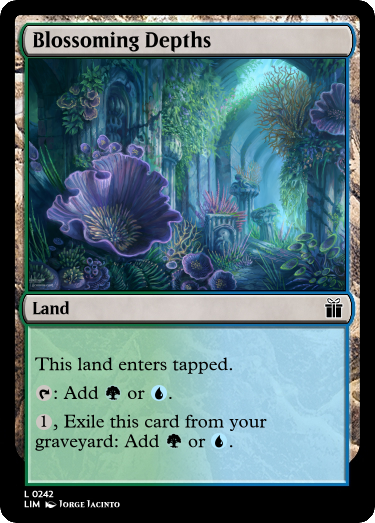 Blossoming Depths
Land
This land enters tapped.
: Add or .
1, Exile this card from your
graveyard: Add or .
L 0242
LIM Jorge Jacinto